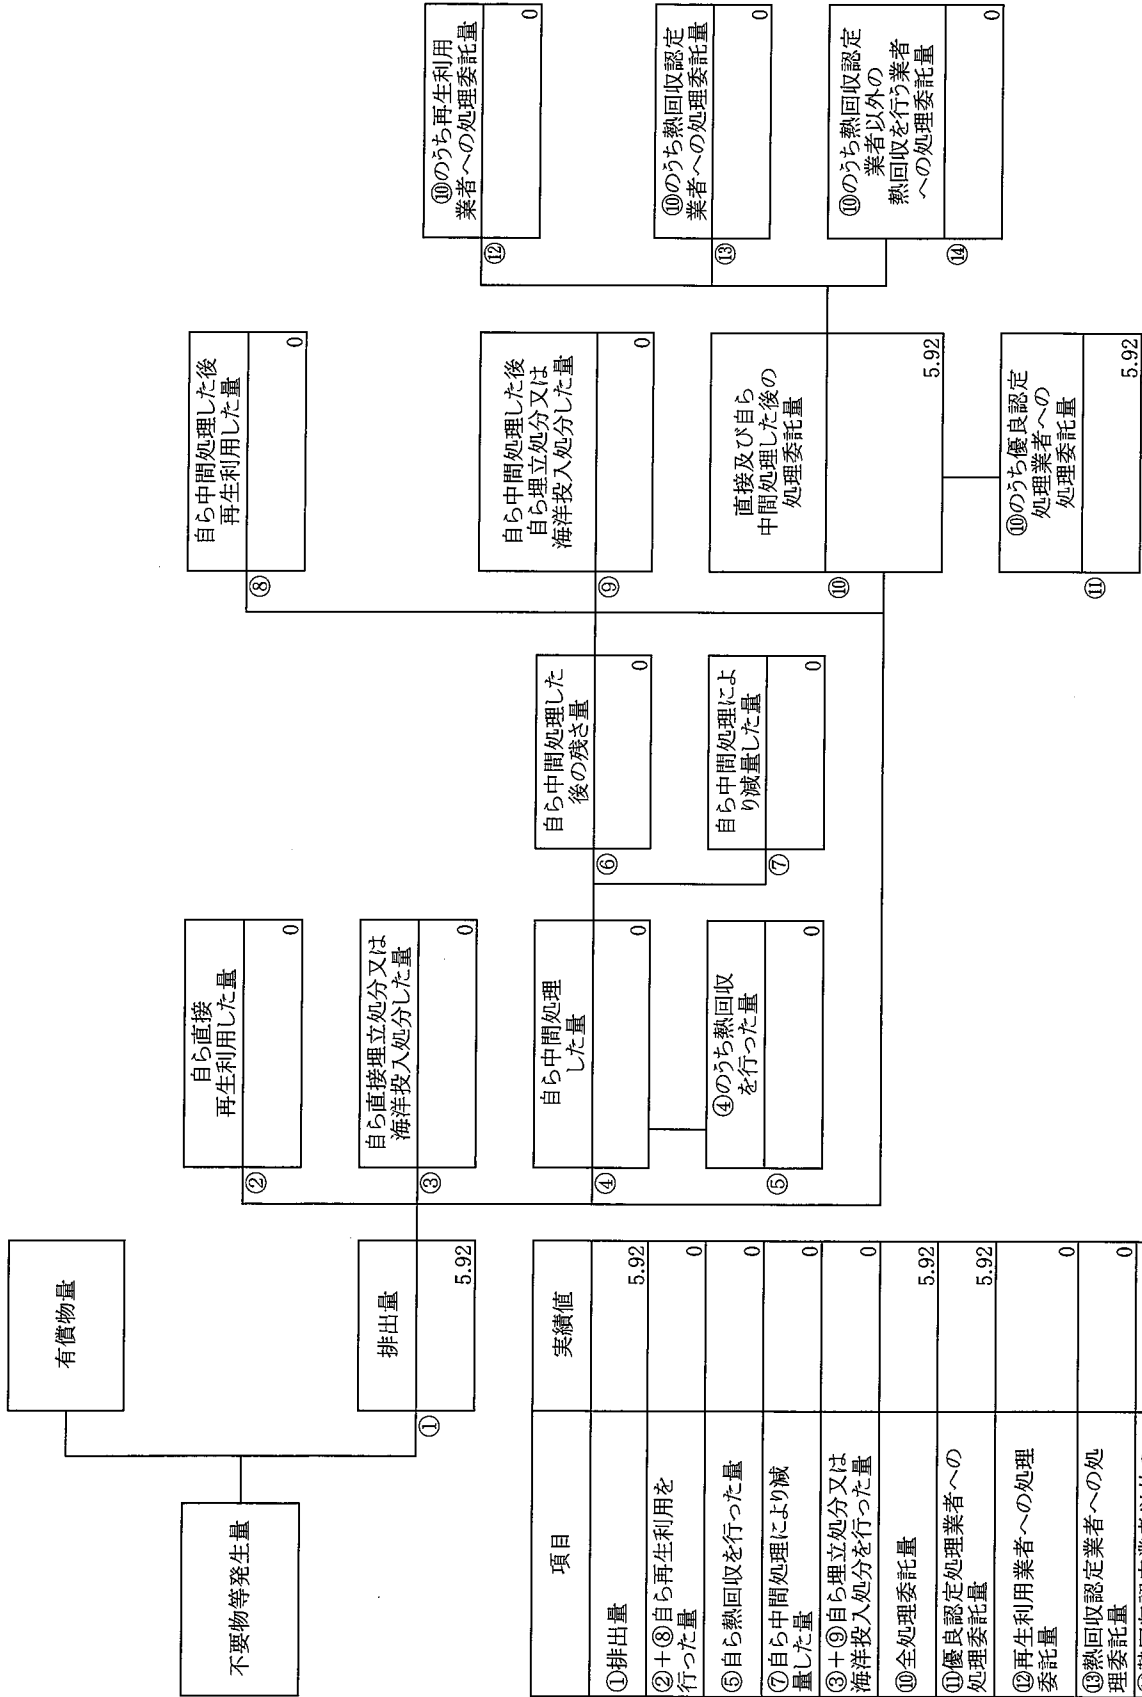 不要物等発生量
有償物量
排出量
①
5.92
自ら直接
再生利用した量
②
0
自ら直接埋立処分又は
海洋投入処分した量
③
0
自ら中間処理
した量
④
0
④のうち熱回収
を行った量
⑤
0
自ら中間処理した
後の残さ量
⑥
0
自ら中間処理によ
り減量した量
⑦
0
自ら中間処理した後
再生利用した量
⑧
0
自ら中間処理した後
自ら埋立処分又は
海洋投入処分した量
⑨
0
直接及び自ら
中間処理した後の
処理委託量
⑩
5.92
⑩のうち優良認定
処理業者への
処理委託量
⑪
5.92
⑩のうち再生利用
業者への処理委託量
⑫
0
⑩のうち熱回収認定
業者への処理委託量
⑬
0
⑩のうち熱回収認定
業者以外の
熱回収を行う業者
への処理委託量
⑭
0
項目 実績値
①排出量 5.92
②+⑧自ら再生利用を
行った量 0
⑤自ら熱回収を行った量 0
⑦自ら中間処理により減
量した量 0
③+⑨自ら埋立処分又は
海洋投入処分を行った量 0
⑩全処理委託量 5.92
⑪優良認定処理業者への
処理委託量 5.92
⑫再生利用業者への処理
委託量 0
⑬熱回収認定業者への処
理委託量 0